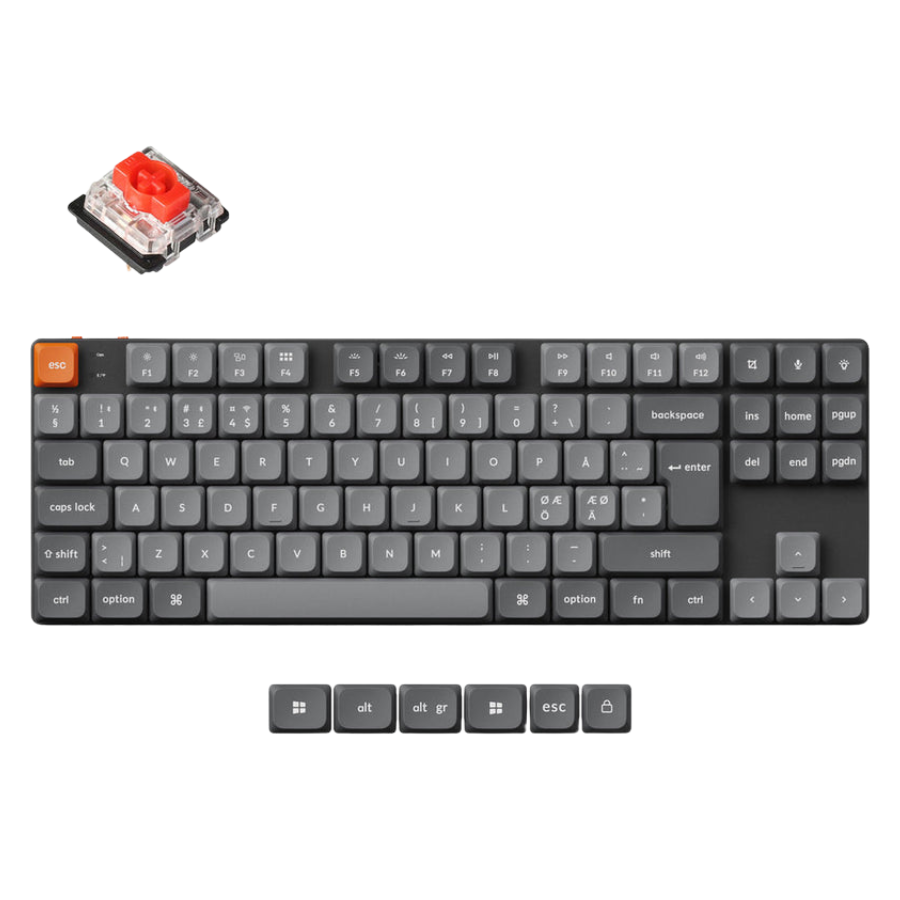 esc F1 F2 F3 F4 F5 F6 F7 F8 F9 F10 F11 F12
½ ! " # ¤ % & / ( ) = ? backspace ins home pgup
§ 1 2 3 £ 4 $ 5 6 7 8 [ 9 ] 0 + \
tab Q W E R T Y U I O P Å ^ ¨ ~ enter del end pgdn
caps lock A S D F G H J K L Ø Æ Æ Ø *
Ö Ä '
shift > Z X C V B N M ; : _ shift
< | , . -
ctrl option ⌘ ⌘ option fn ctrl
alt alt gr esc